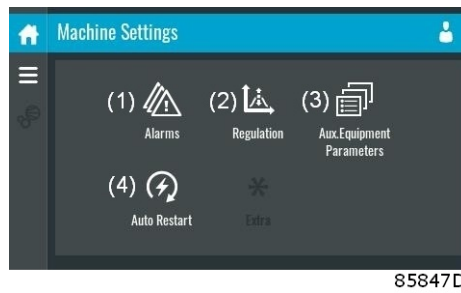 Machine Settings
(1)
(2)
(3)
Alarms
Regulation
Aux.Equipment
Parameters
(4)
Auto Restart
Extra
85847D